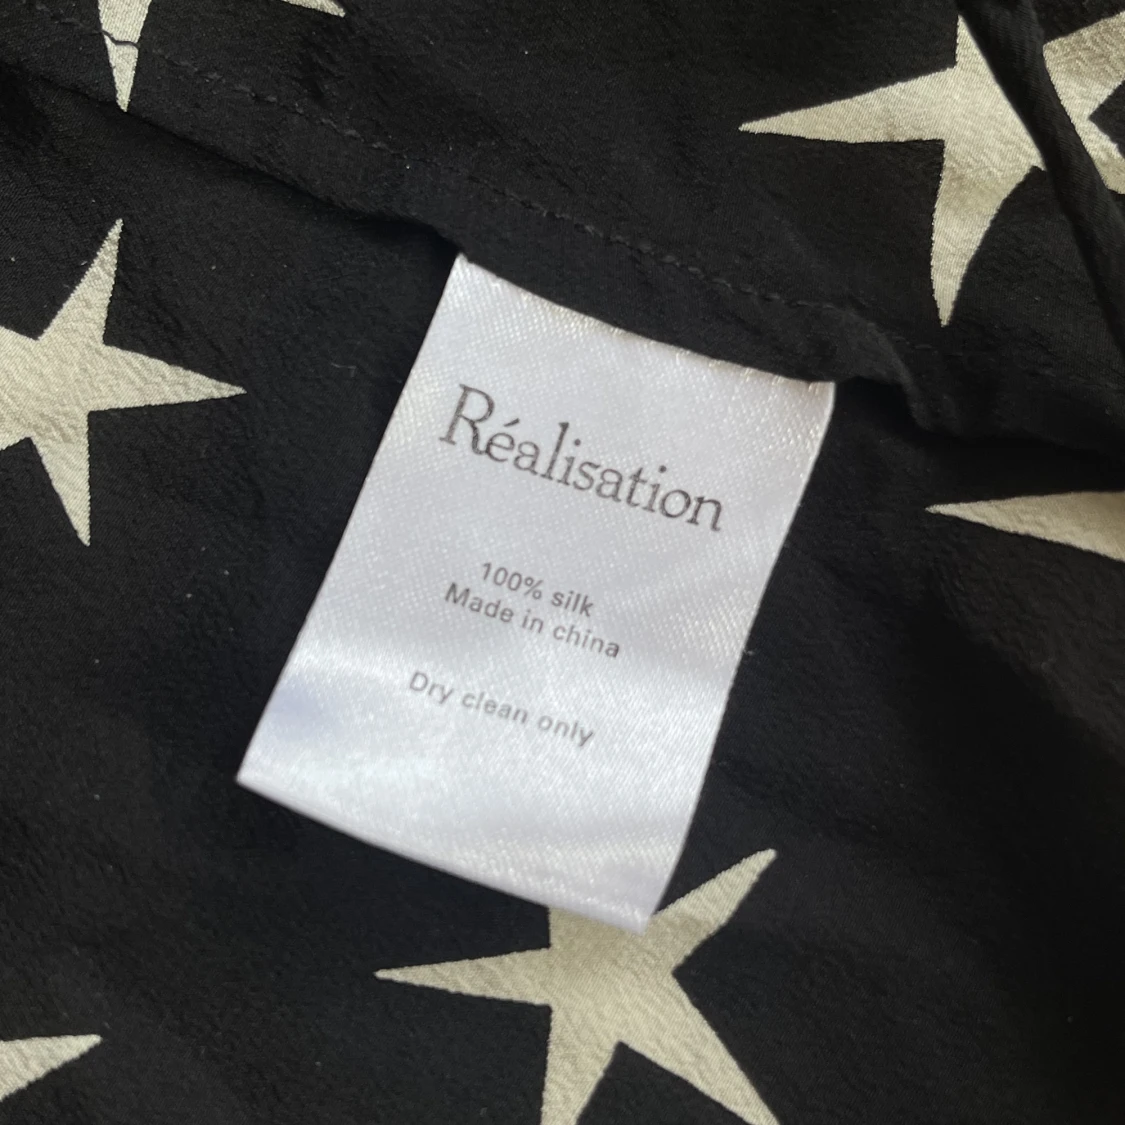 Réalisation
100% silk
Made in china
Dry clean only